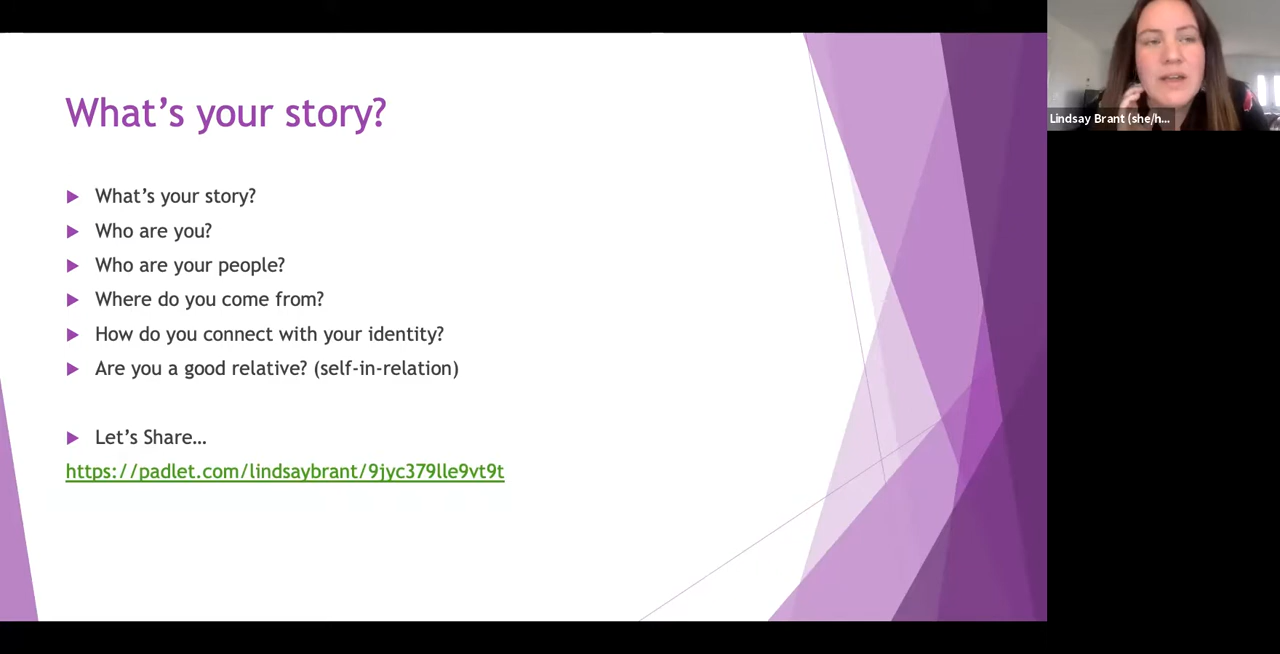 What's your story?
What's your story?
Who are you?
Who are your people?
Where do you come from?
How do you connect with your identity?
Are you a good relative? (self-in-relation)
Let's Share…
https://padlet.com/lindsaybrant/9jyc379lle9vt9t
Lindsay Brant (she/h...